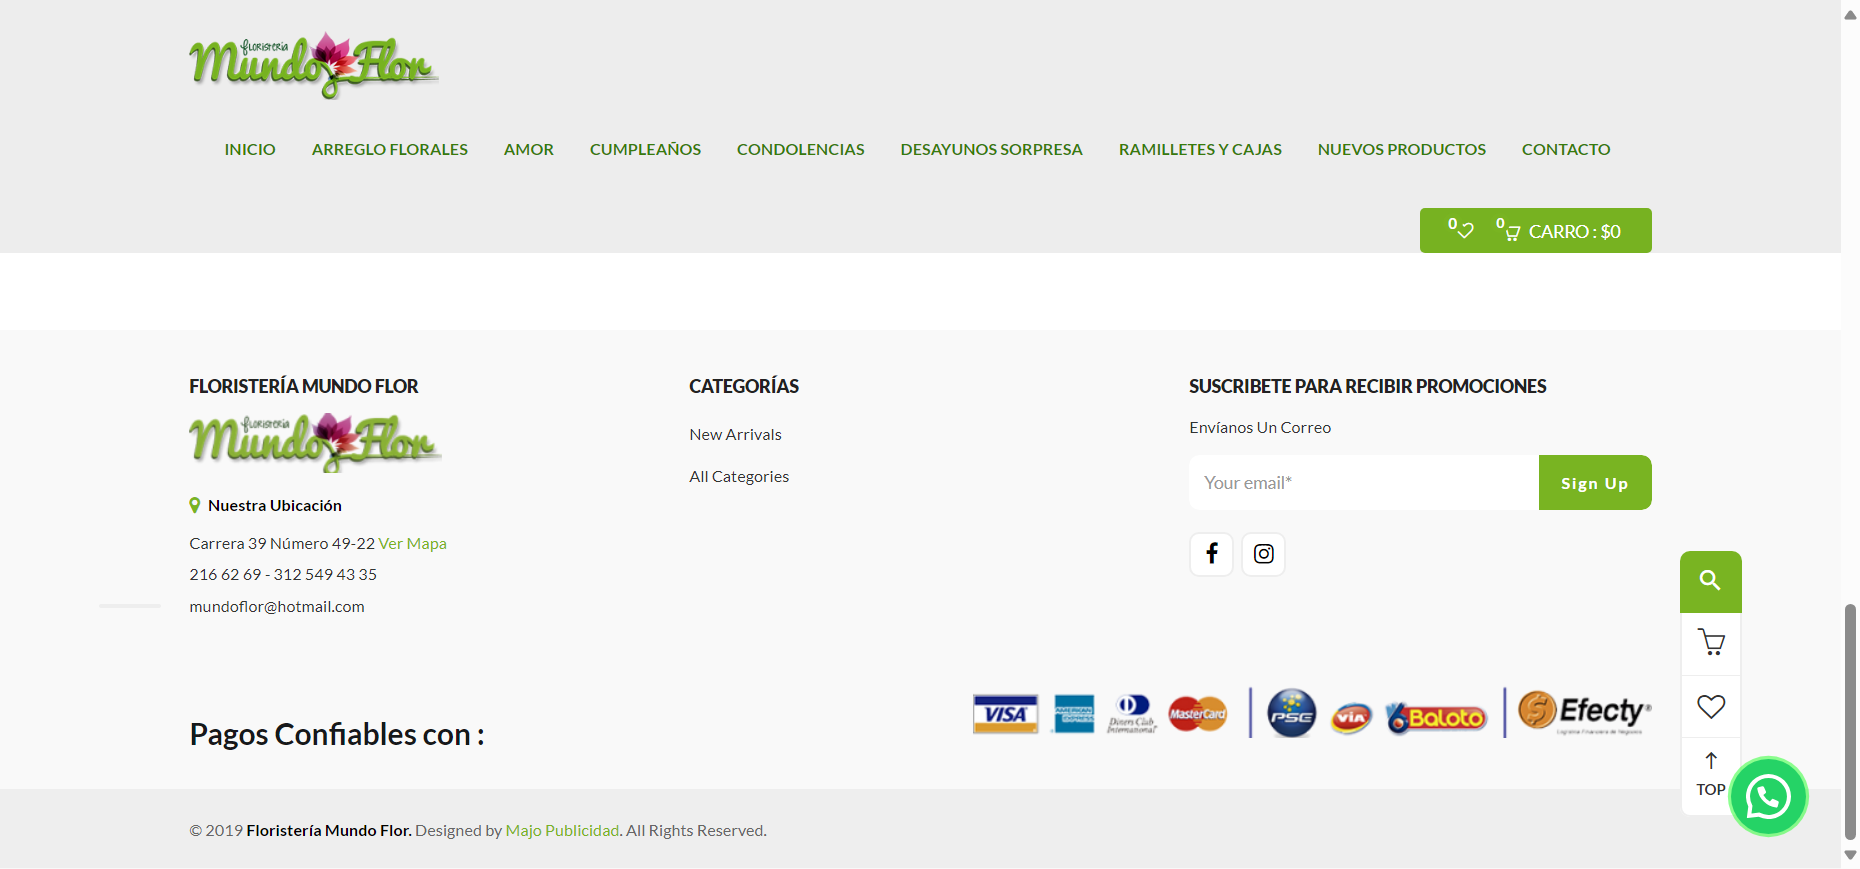 FLORISTERIA
Mundo Flor
INICIO ARREGLO FLORALES AMOR CUMPLEAÑOS CONDOLENCIAS DESAYUNOS SORPRESA RAMILLETES Y CAJAS NUEVOS PRODUCTOS CONTACTO
0 0 CARRO : $0
FLORISTERÍA MUNDO FLOR
FLORISTERIA
Mundo Flor
Nuestra Ubicación
Carrera 39 Número 49-22 Ver Mapa
216 62 69 - 312 549 43 35
mundoflor@hotmail.com
CATEGORÍAS
New Arrivals
All Categories
SUSCRIBETE PARA RECIBIR PROMOCIONES
Envíanos Un Correo
Your email* Sign Up
Pagos Confiables con :
VISA AMERICAN EXPRESS Diners Club International MasterCard PSE VIA BALOTO Efecty
TOP
© 2019 Floristería Mundo Flor. Designed by Majo Publicidad. All Rights Reserved.